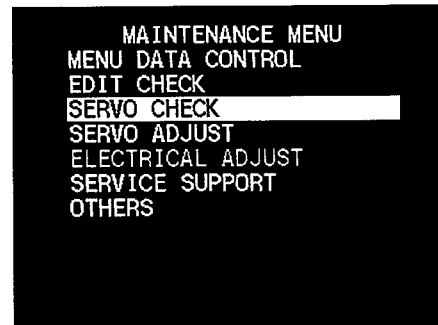 MAINTENANCE MENU
MENU DATA CONTROL
EDIT CHECK
SERVO CHECK
SERVO ADJUST
ELECTRICAL ADJUST
SERVICE SUPPORT
OTHERS